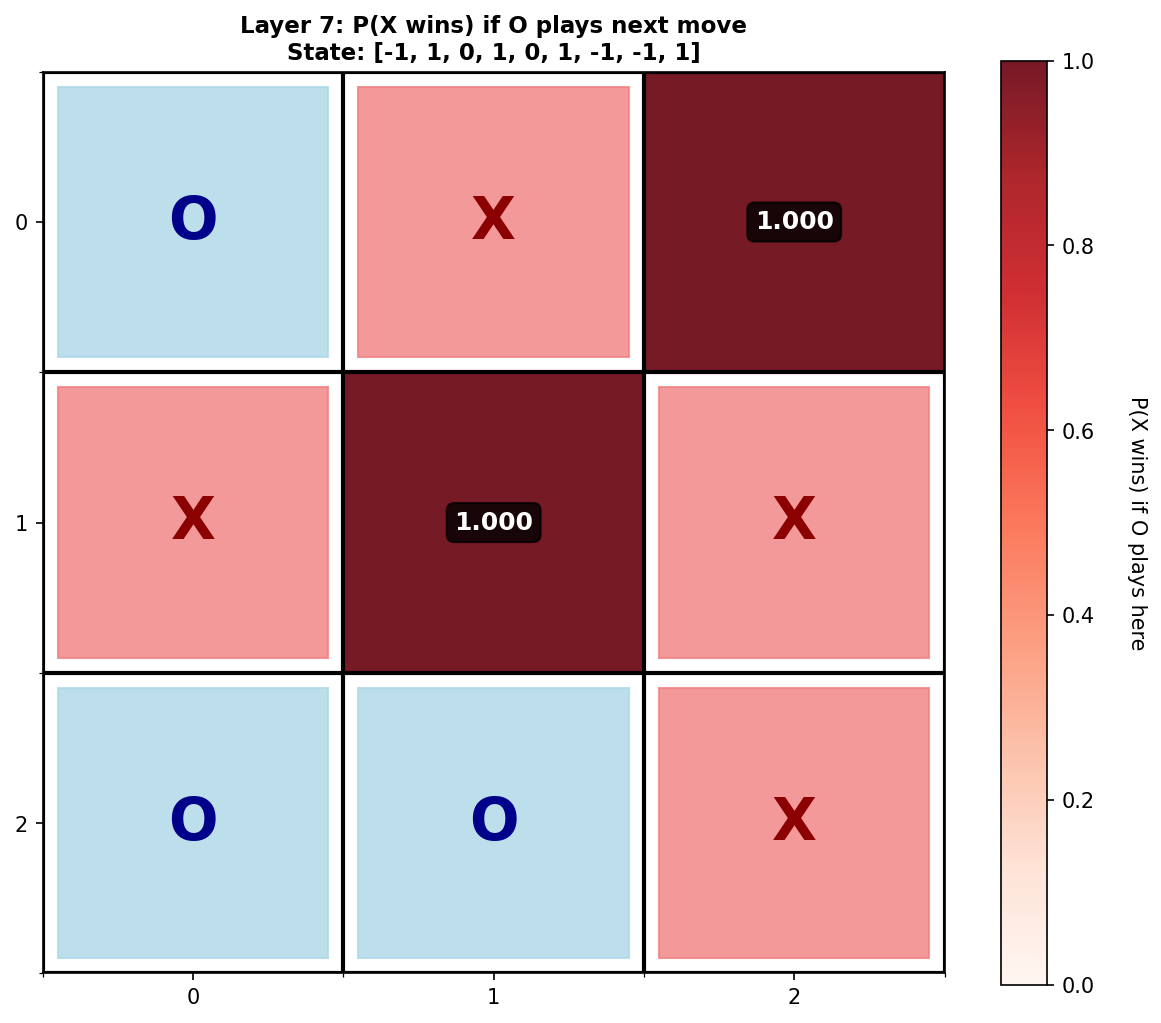 Layer 7: P(X wins) if O plays next move
State: [-1, 1, 0, 1, 0, 1, -1, -1, 1]
0
O
X
1.000
1
X
1.000
X
2
O
O
X
0
1
2
1.0
0.8
0.6
0.4
0.2
0.0
P(X wins) if O plays here